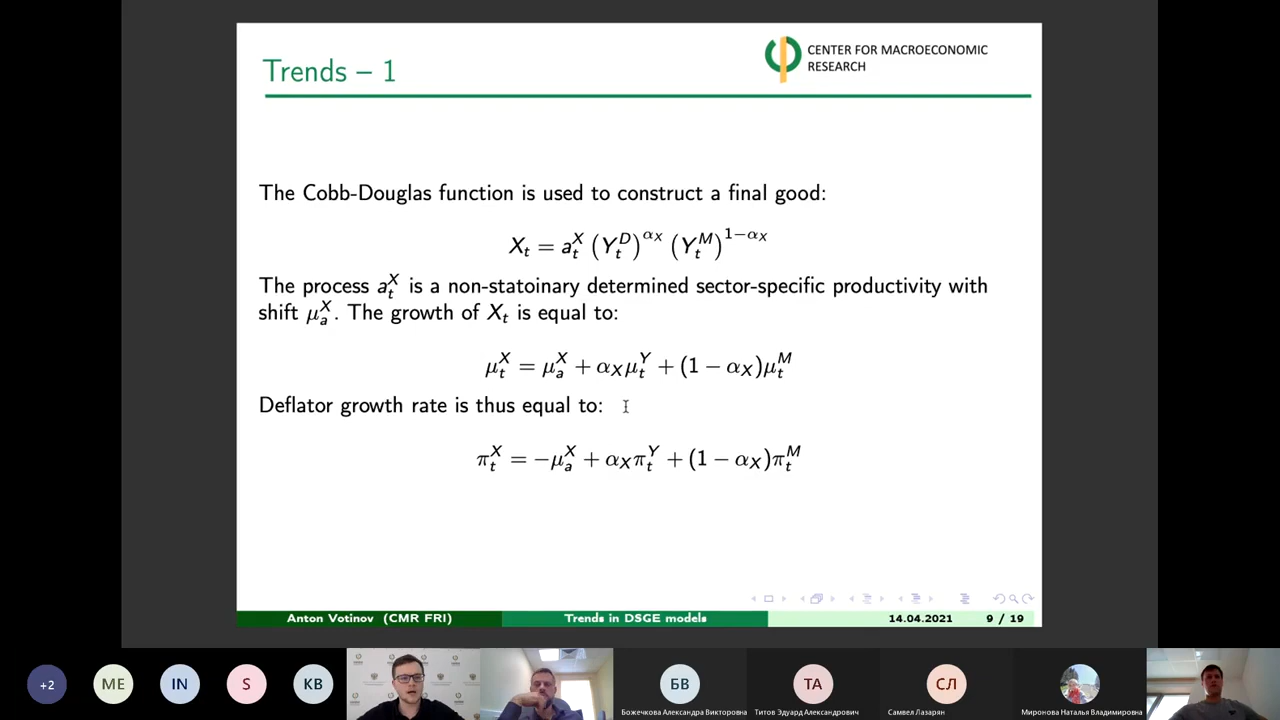 Trends – 1
CENTER FOR MACROECONOMIC
RESEARCH
The Cobb-Douglas function is used to construct a final good:
X_t = a_t^X (Y_t^D)^{α_X} (Y_t^M)^{1−α_X}
The process a_t^X is a non-statoinary determined sector-specific productivity with
shift μ_a^X. The growth of X_t is equal to:
μ_t^X = μ_a^X + α_X μ_t^Y + (1 − α_X)μ_t^M
Deflator growth rate is thus equal to:
π_t^X = −μ_a^X + α_X π_t^Y + (1 − α_X)π_t^M
Anton Votinov (CMR FRI)
Trends in DSGE models
14.04.2021
9 / 19
+2
ME
IN
S
КВ
БВ
ТА
СЛ
Божечкова Александра Викторовна
Титов Эдуард Александрович
Самвел Лазарян
Миронова Наталья Владимировна